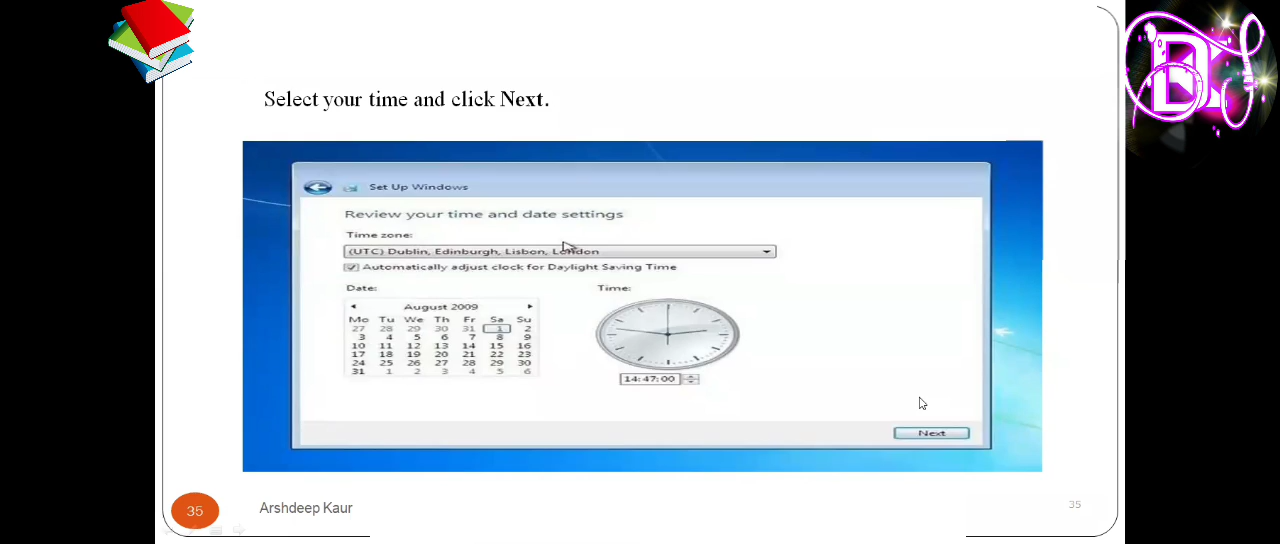 Select your time and click Next.
Set Up Windows
Review your time and date settings
Time zone:
(UTC) Dublin, Edinburgh, Lisbon, London
Automatically adjust clock for Daylight Saving Time
Date:
Time:
August 2009
Mo Tu We Th Fr Sa Su
27 28 29 30 31 1 2
3 4 5 6 7 8 9
10 11 12 13 14 15 16
17 18 19 20 21 22 23
24 25 26 27 28 29 30
31 1 2 3 4 5 6
14:47:00
Next
35
Arshdeep Kaur
35